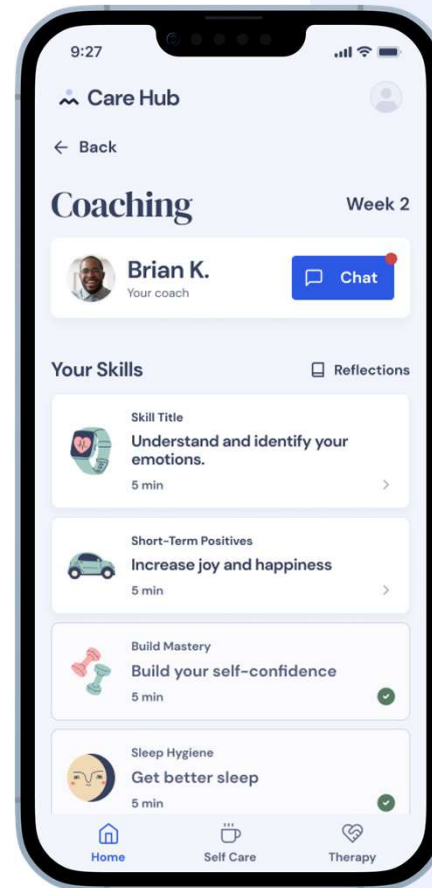 9:27
Care Hub
← Back
Coaching
Week 2
Brian K.
Your coach
Chat
Your Skills
Reflections
Skill Title
Understand and identify your
emotions.
5 min
Short-Term Positives
Increase joy and happiness
5 min
Build Mastery
Build your self-confidence
5 min
Sleep Hygiene
Get better sleep
5 min
Home
Self Care
Therapy